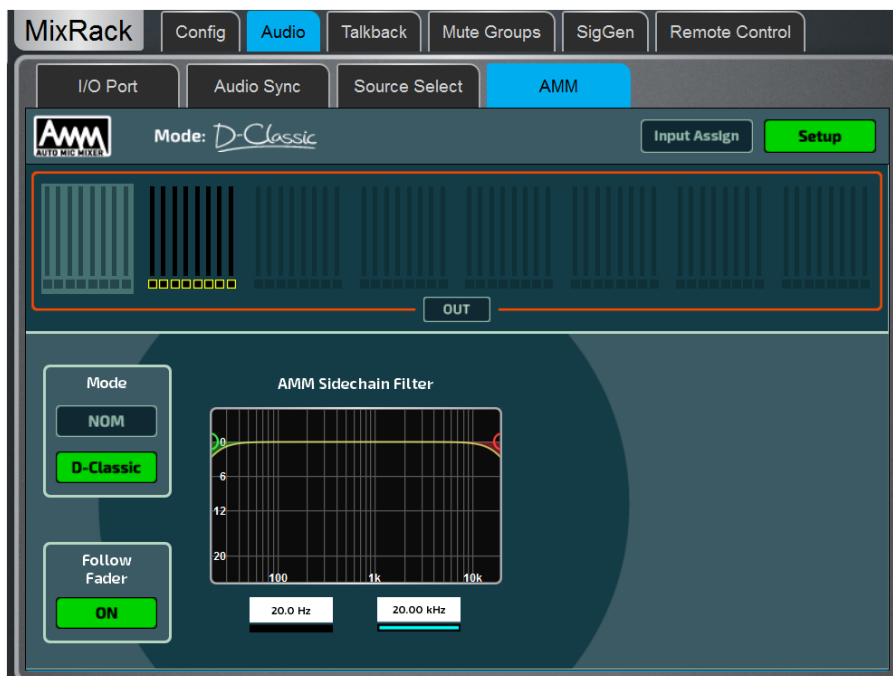 MixRack Config Audio Talkback Mute Groups SigGen Remote Control
I/O Port Audio Sync Source Select AMM
AMM
AUTO MIC MIXER
Mode: D-Classic
Input Assign Setup
OUT
Mode
NOM
D-Classic
AMM Sidechain Filter
0
6
12
20
100 1k 10k
20.0 Hz 20.00 kHz
Follow
Fader
ON